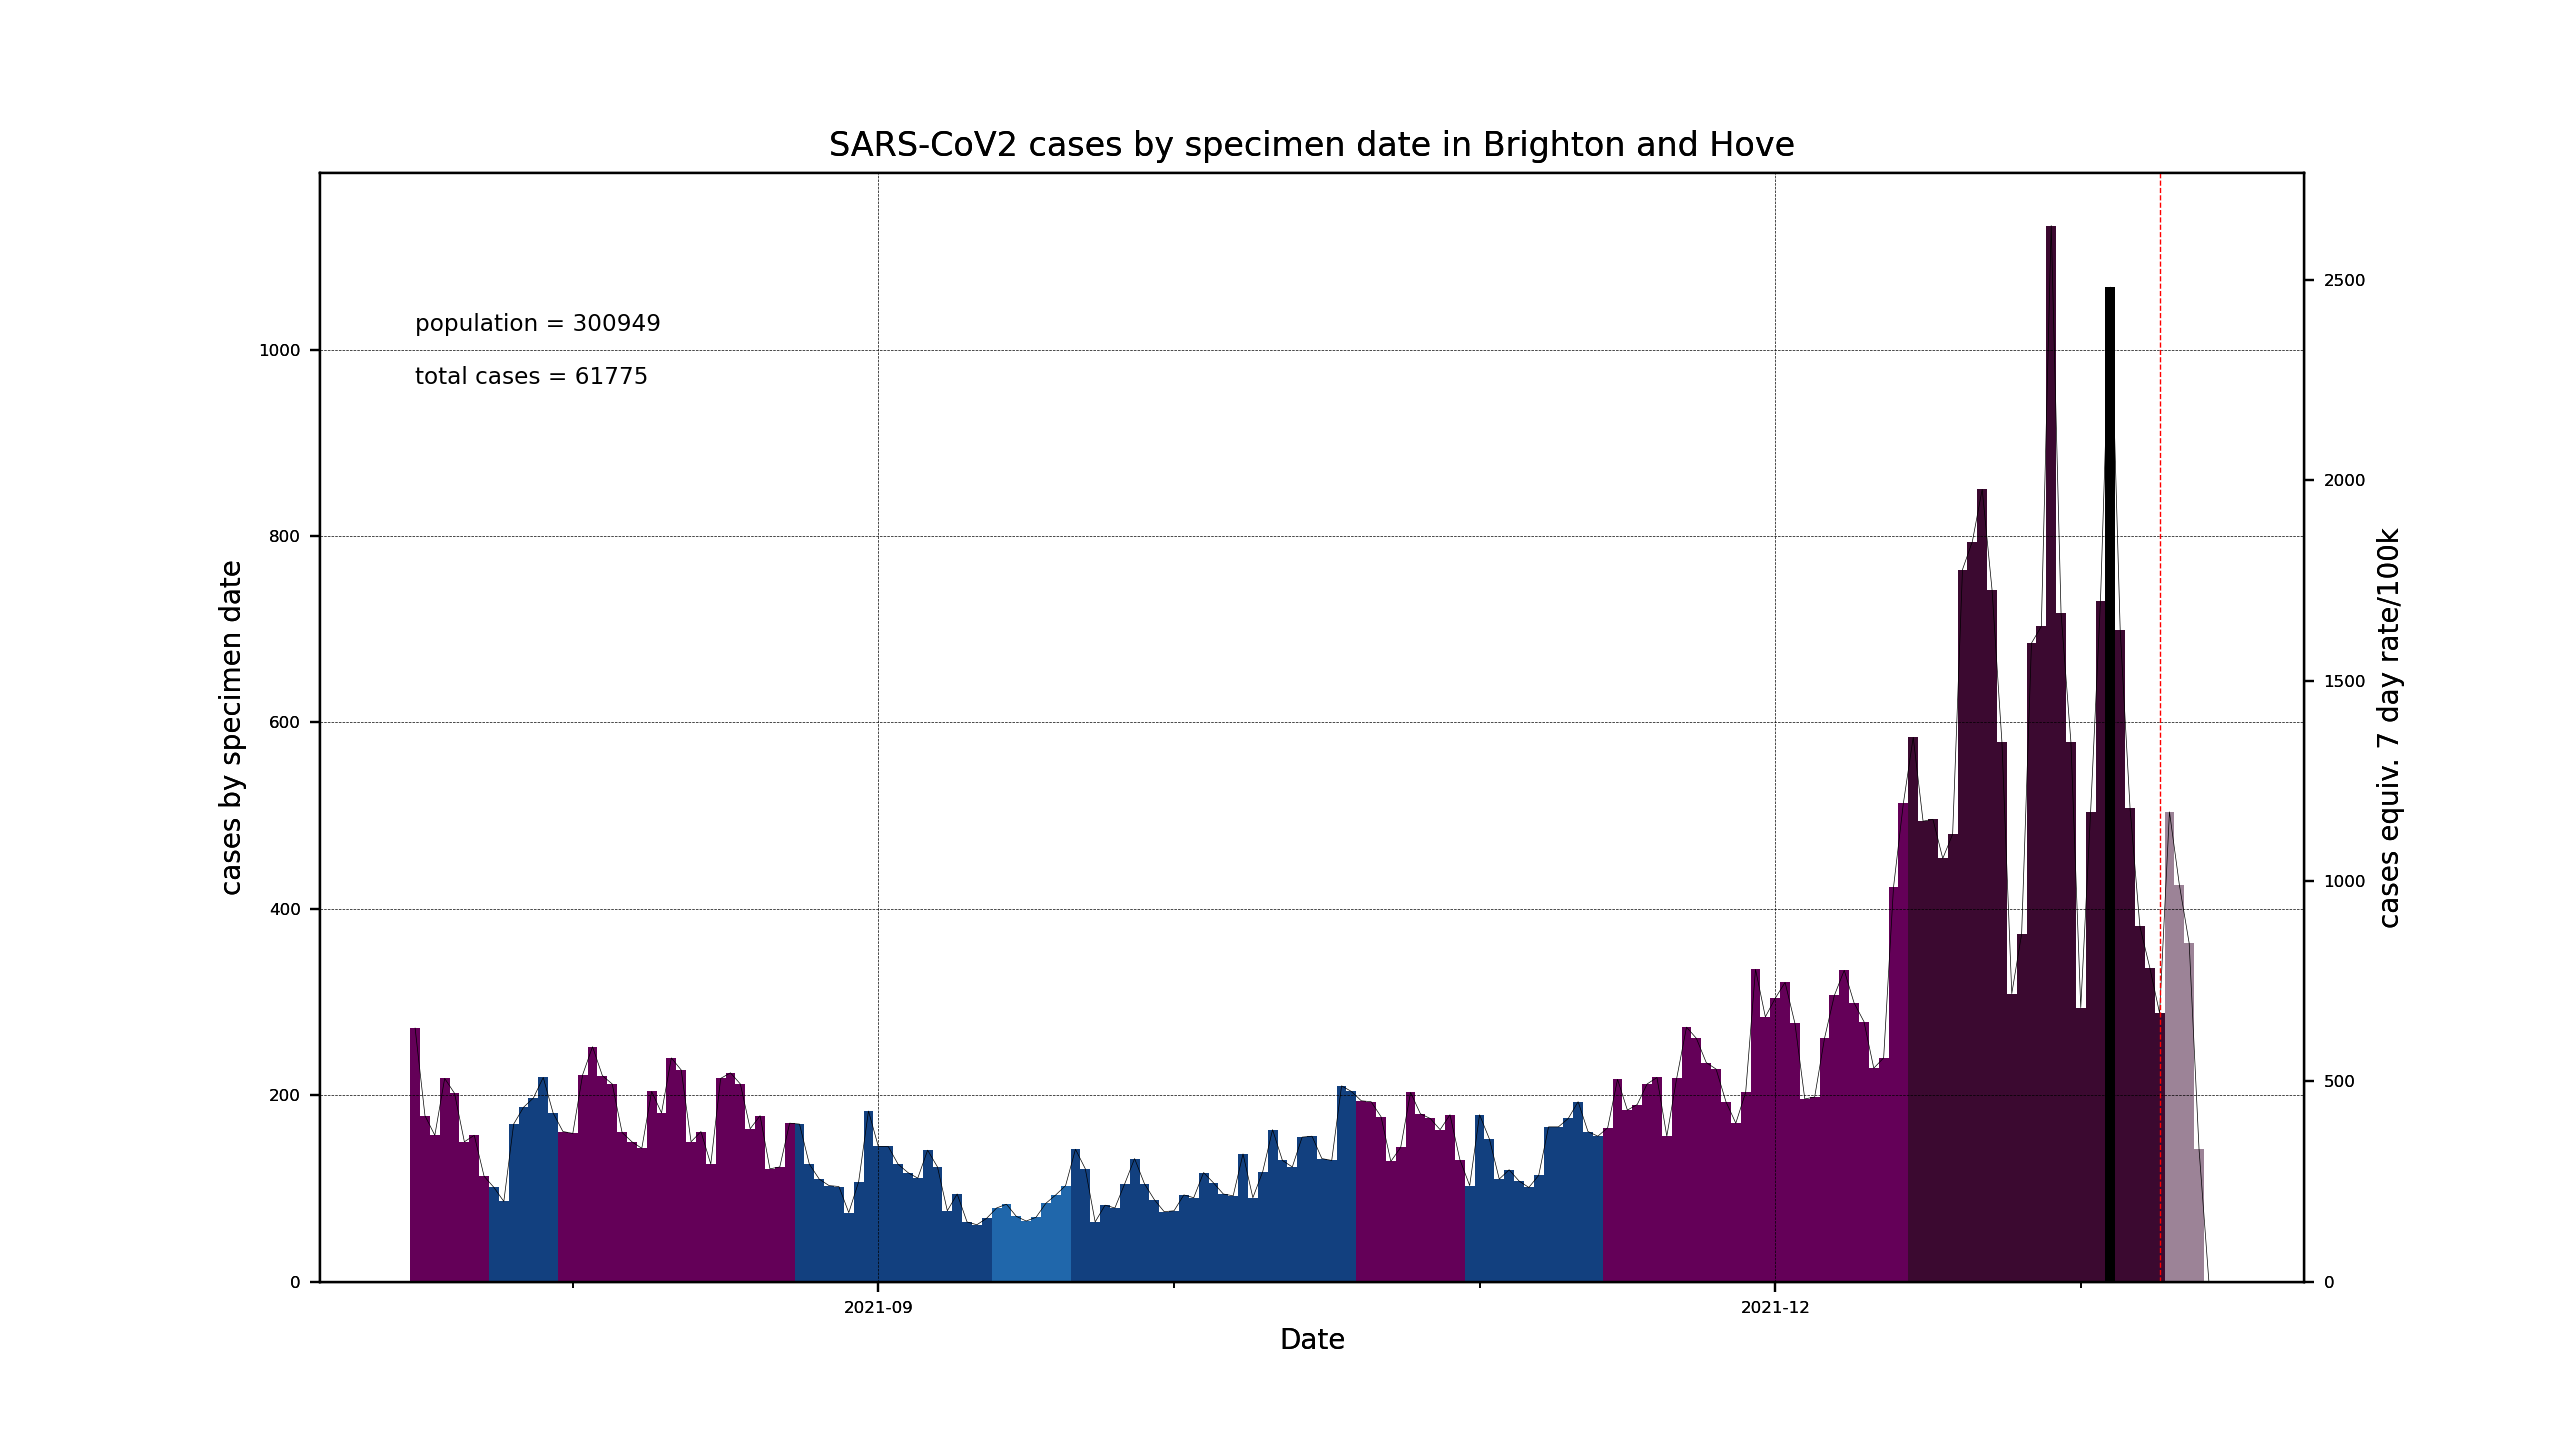 SARS-CoV2 cases by specimen date in Brighton and Hove
population = 300949
total cases = 61775
cases by specimen date
1000
800
600
400
200
0
2500
2000
1500
1000
500
0
cases equiv. 7 day rate/100k
2021-09
2021-12
Date